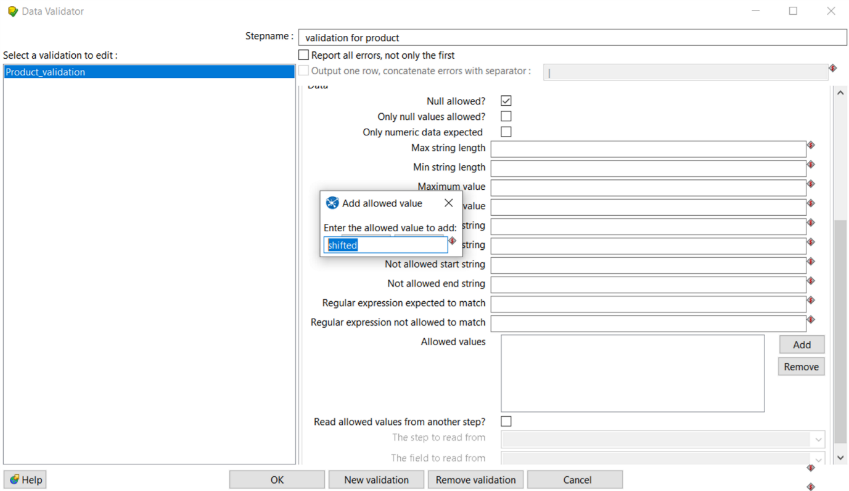 Data Validator
Stepname :
validation for product
Select a validation to edit :
Report all errors, not only the first
Product_validation
Output one row, concatenate errors with separator :
Data
Null allowed?
Only null values allowed?
Only numeric data expected
Max string length
Min string length
Maximum value
Add allowed value
value
Enter the allowed value to add:
string
shifted
string
Not allowed start string
Not allowed end string
Regular expression expected to match
Regular expression not allowed to match
Allowed values
Add
Remove
Read allowed values from another step?
The step to read from
The field to read from
Help
OK
New validation
Remove validation
Cancel